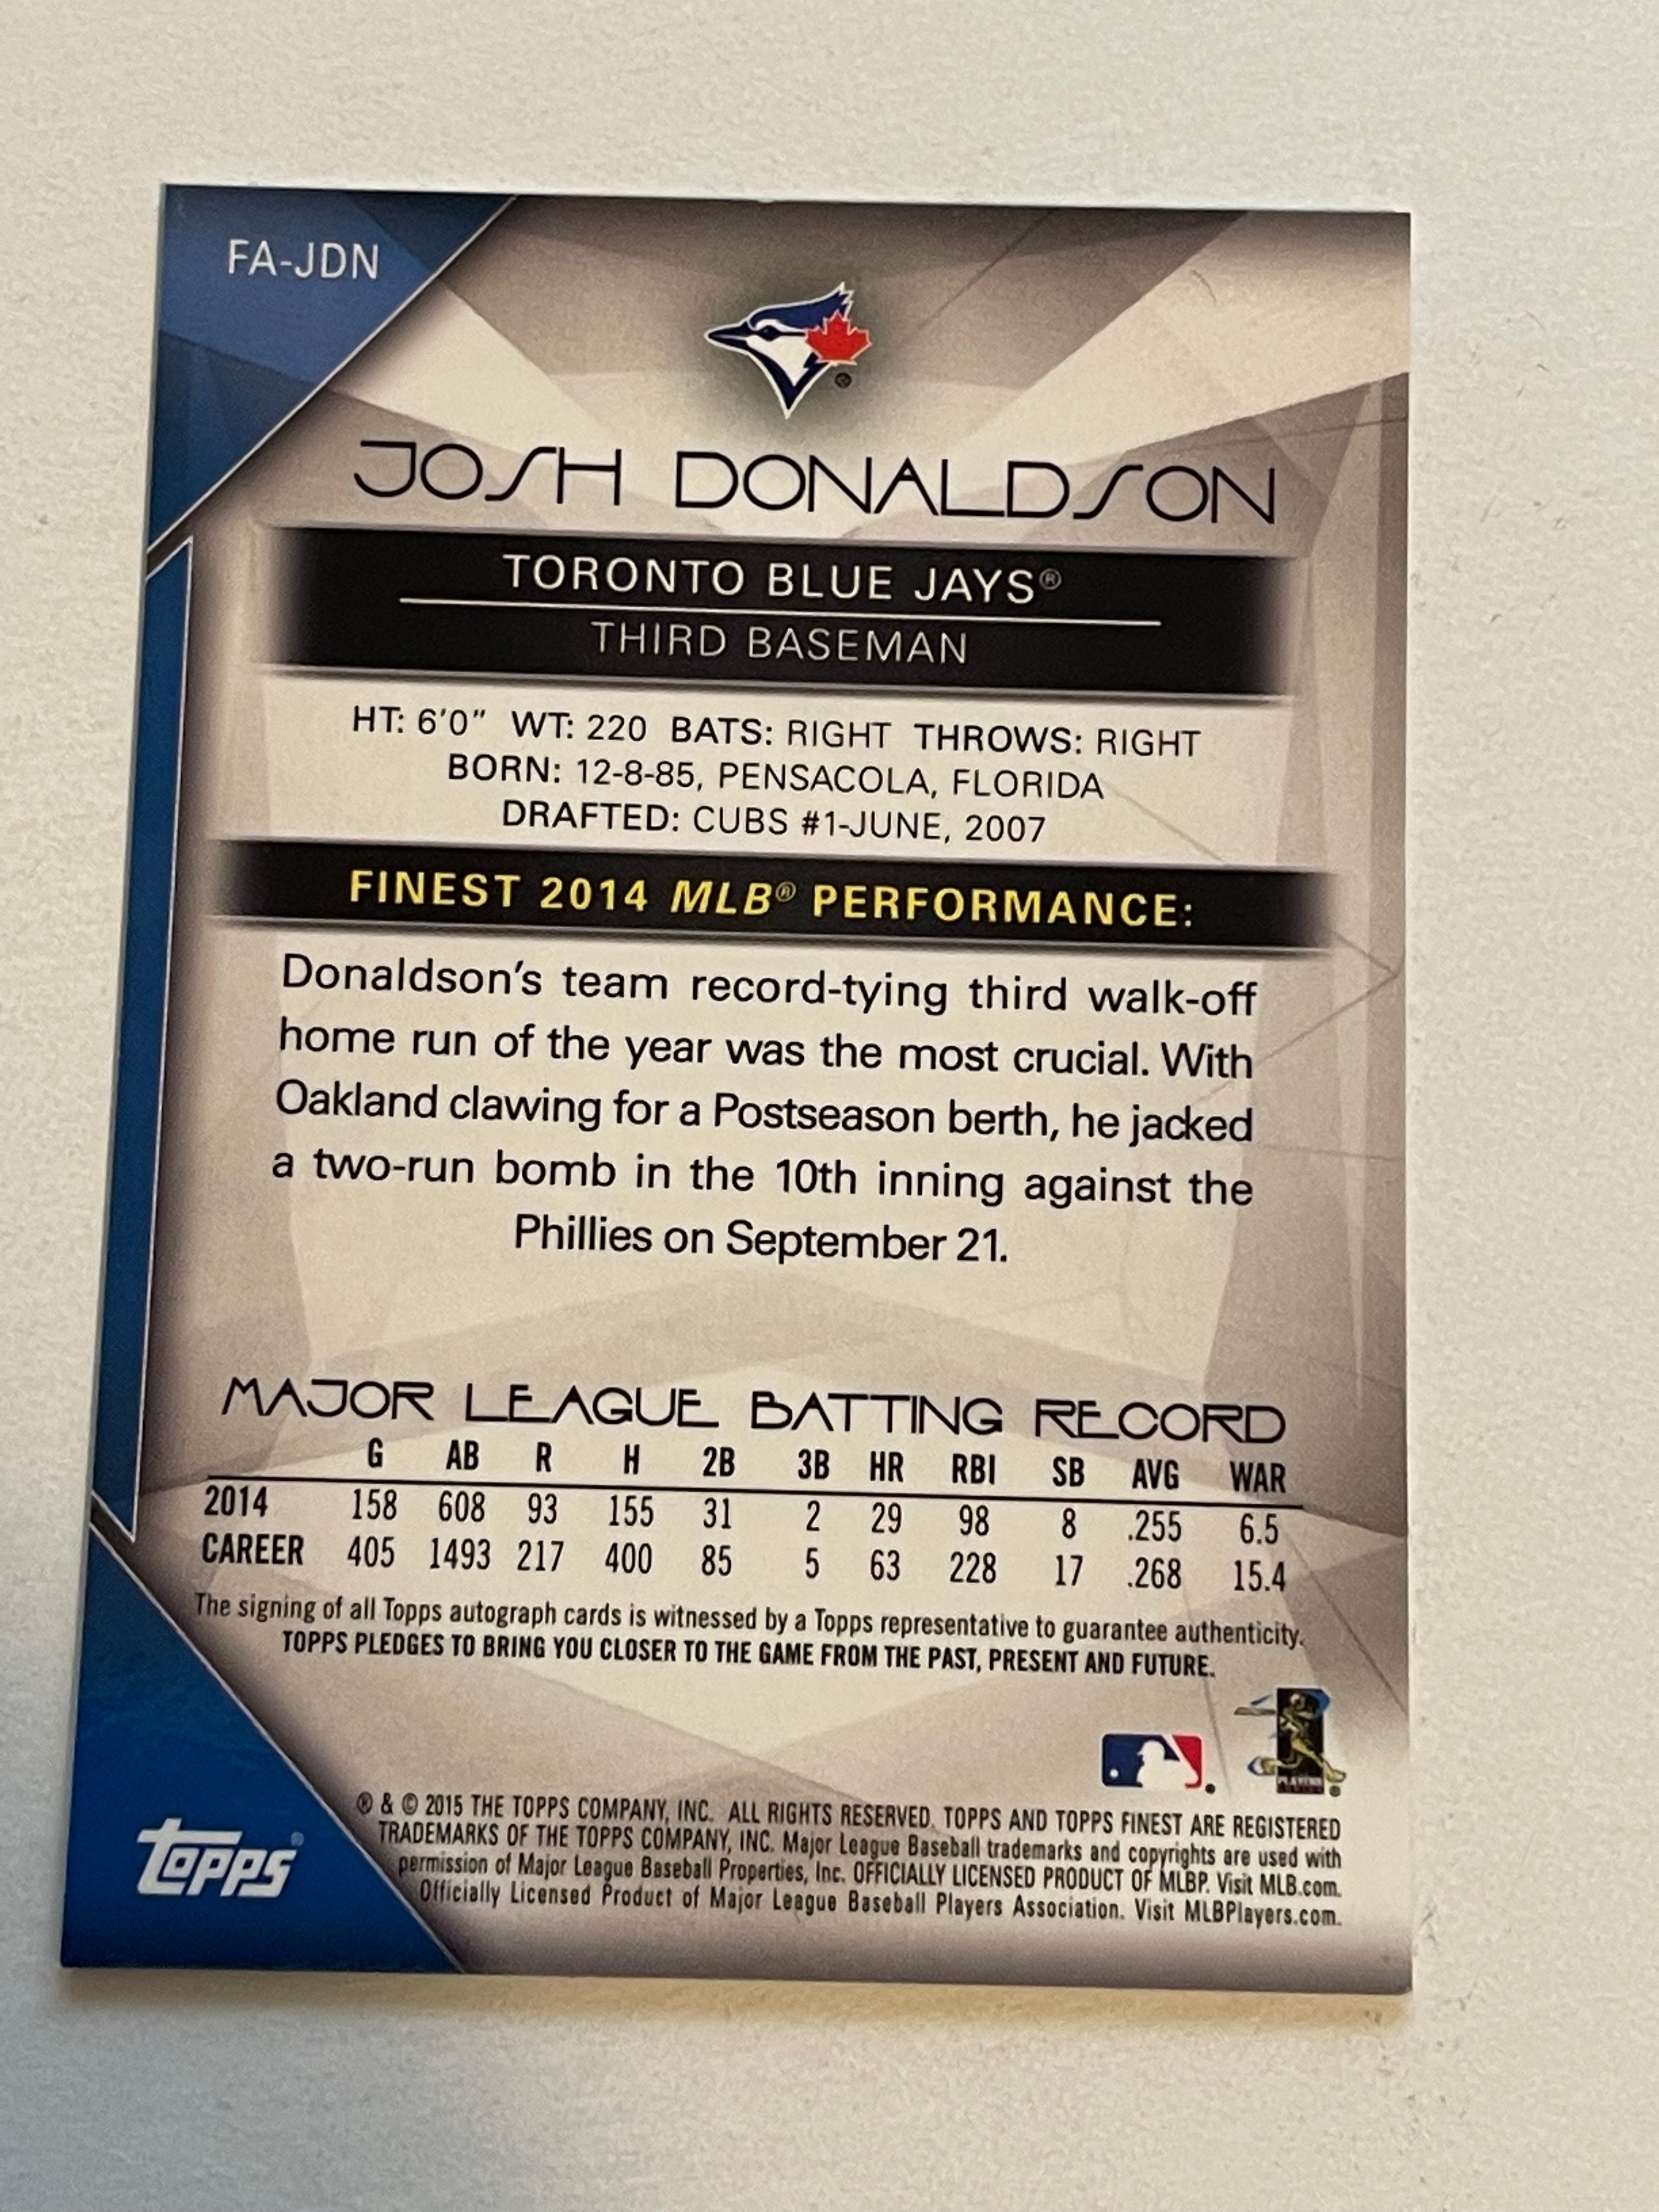 FA-JDN
JOSH DONALDSON
TORONTO BLUE JAYS®
THIRD BASEMAN
HT: 6'0" WT: 220 BATS: RIGHT THROWS: RIGHT
BORN: 12-8-85, PENSACOLA, FLORIDA
DRAFTED: CUBS #1-JUNE, 2007
FINEST 2014 MLB® PERFORMANCE:
Donaldson's team record-tying third walk-off
home run of the year was the most crucial. With
Oakland clawing for a Postseason berth, he jacked
a two-run bomb in the 10th inning against the
Phillies on September 21.
MAJOR LEAGUE BATTING RECORD
G AB R H 2B 3B HR RBI SB AVG WAR
2014 158 608 93 155 31 2 29 98 8 .255 6.5
CAREER 405 1493 217 400 85 5 63 228 17 .268 15.4
The signing of all Topps autograph cards is witnessed by a Topps representative to guarantee authenticity.
TOPPS PLEDGES TO BRING YOU CLOSER TO THE GAME FROM THE PAST, PRESENT AND FUTURE.
® & © 2015 THE TOPPS COMPANY, INC. ALL RIGHTS RESERVED. TOPPS AND TOPPS FINEST ARE REGISTERED
TRADEMARKS OF THE TOPPS COMPANY, INC. Major League Baseball trademarks and copyrights are used with
permission of Major League Baseball Properties, Inc. OFFICIALLY LICENSED PRODUCT OF MLBP. Visit MLB.com.
Officially Licensed Product of Major League Baseball Players Association. Visit MLBPlayers.com.
Topps®